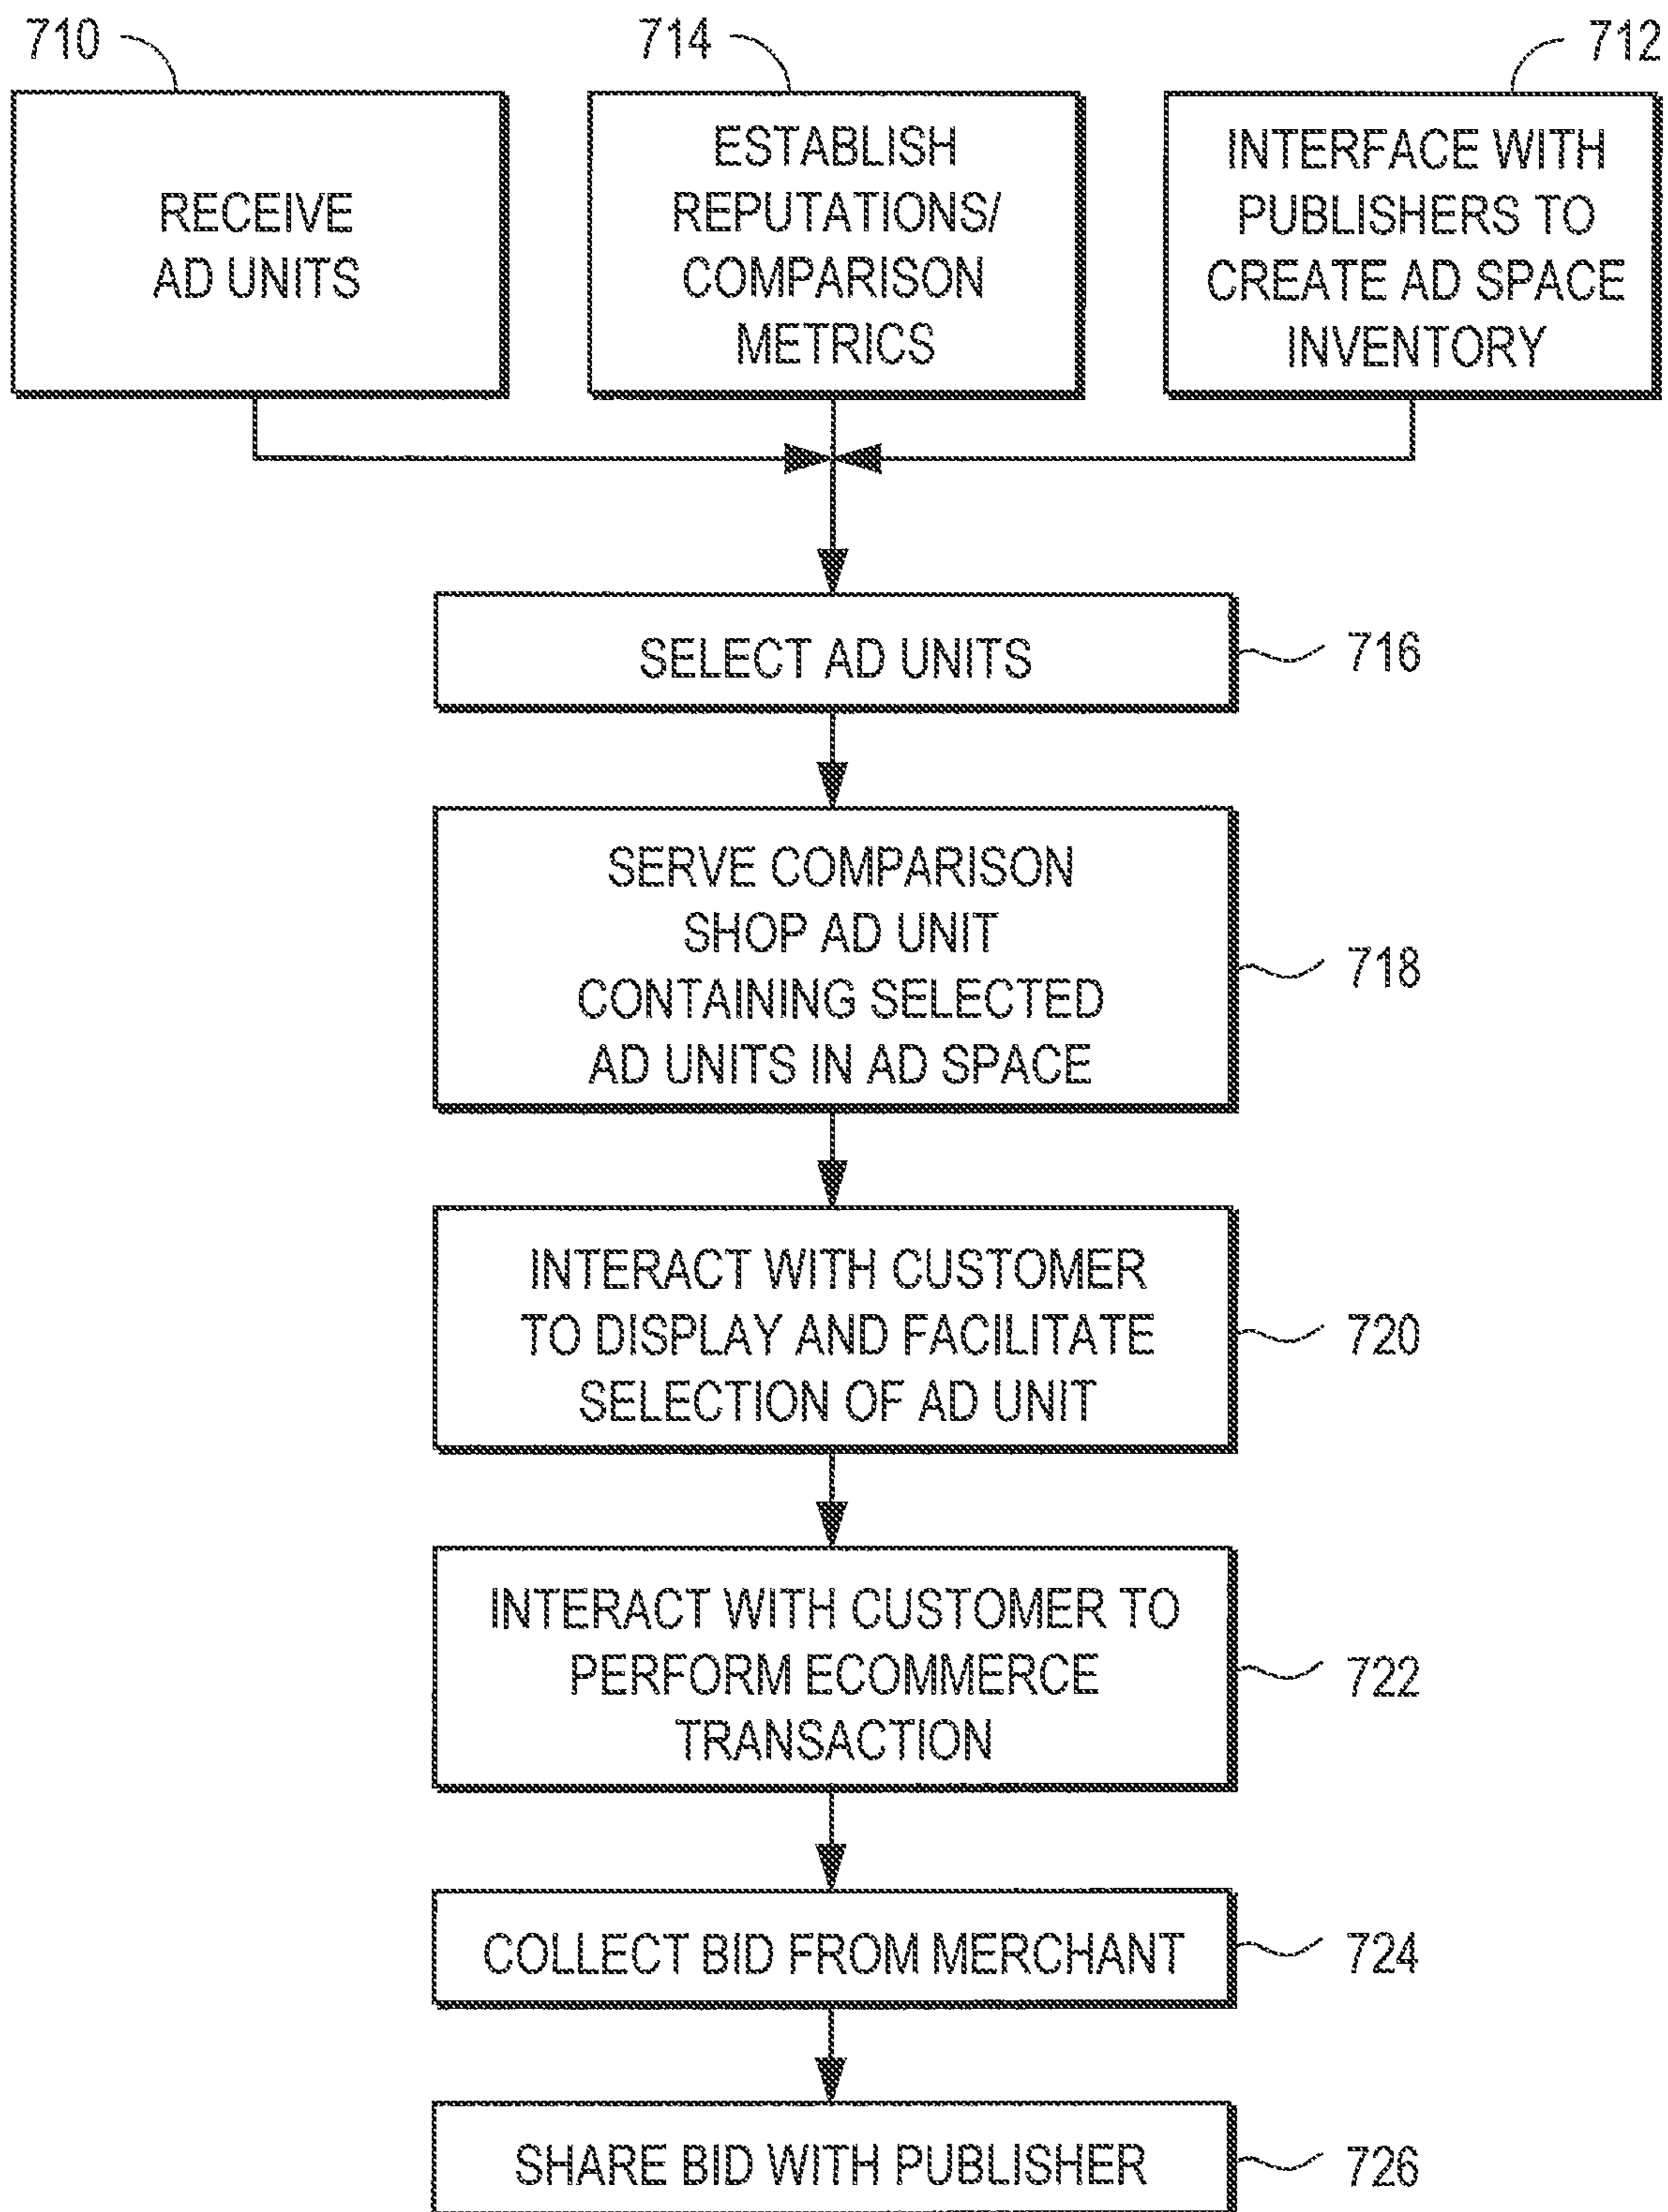 710
714
712
RECEIVE
AD UNITS
ESTABLISH
REPUTATIONS/
COMPARISON
METRICS
INTERFACE WITH
PUBLISHERS TO
CREATE AD SPACE
INVENTORY
SELECT AD UNITS
716
SERVE COMPARISON
SHOP AD UNIT
CONTAINING SELECTED
AD UNITS IN AD SPACE
718
INTERACT WITH CUSTOMER
TO DISPLAY AND FACILITATE
SELECTION OF AD UNIT
720
INTERACT WITH CUSTOMER TO
PERFORM ECOMMERCE
TRANSACTION
722
COLLECT BID FROM MERCHANT
724
SHARE BID WITH PUBLISHER
726